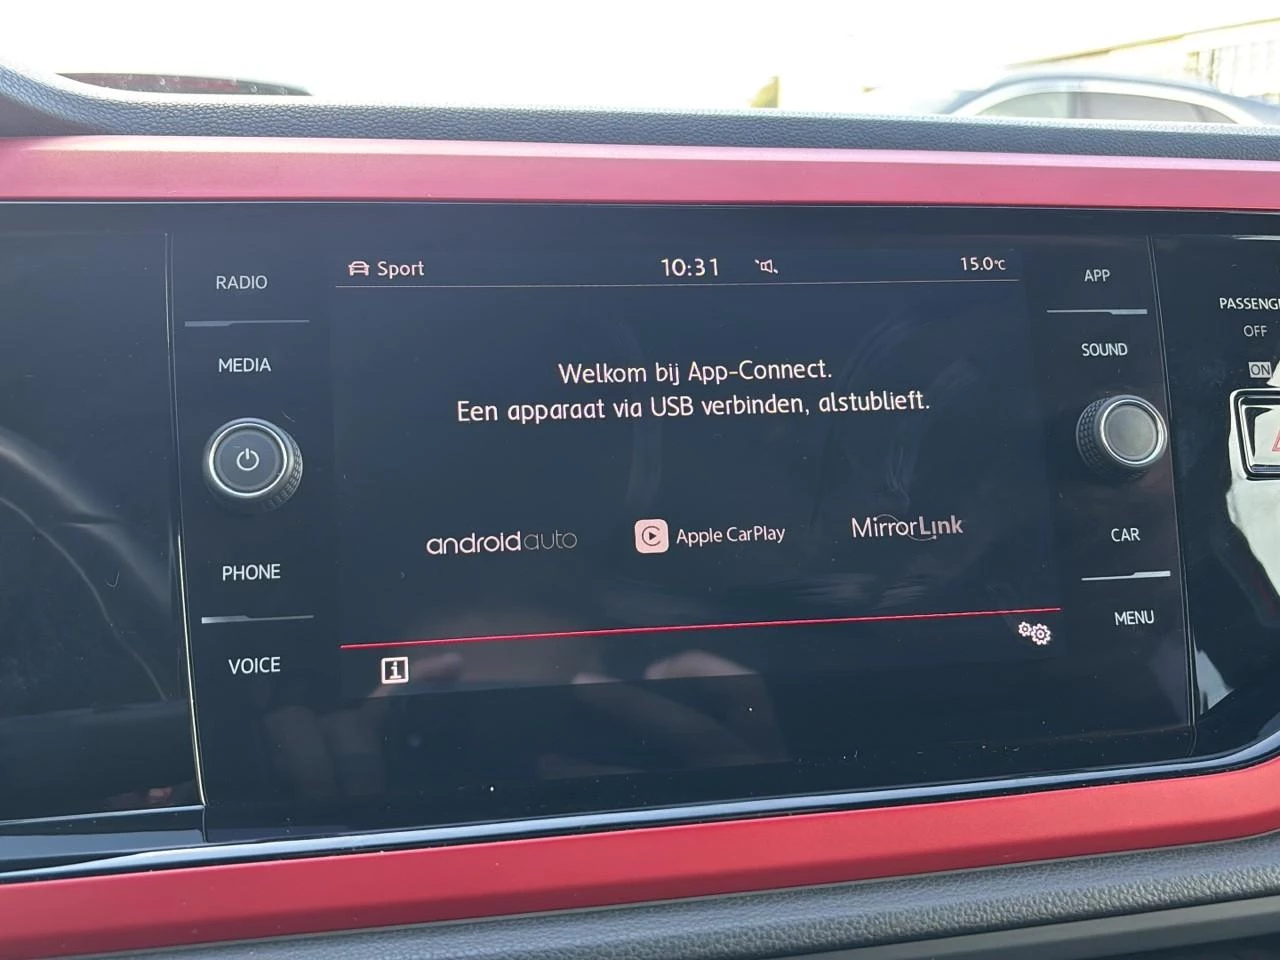 RADIO
MEDIA
PHONE
VOICE
Sport
10:31
15.0°C
Welkom bij App-Connect.
Een apparaat via USB verbinden, alstublieft.
androidauto
Apple CarPlay
MirrorLink
i
APP
SOUND
CAR
MENU
OFF
ON